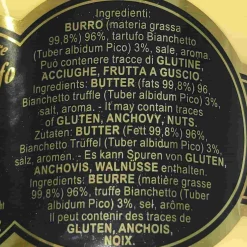 Ingredienti:
BURRO (materia grassa
99,8%) 96%, tartufo Bianchetto
(Tuber albidum Pico) 3%, sale, aroma.
Può contenere tracce di GLUTINE,
ACCIUGHE, FRUTTA A GUSCIO.
Ingredients: BUTTER (fats 99,8%) 96,
Bianchetto truffle (Tuber albidum Pico) 3%,
salt, aroma. - It may contain traces
of GLUTEN, ANCHOVY, NUTS.
Zutaten: BUTTER (Fett 99,8%) 96%,
Bianchetto Trüffel (Tuber albidum Pico) 3%,
salz, aromen. - Es kann Spuren von GLUTEN,
ANCHOVIS, WALNÜSSE enthalten.
Ingredients: BEURRE (matière grasse
99,8%) 96%, truffe Bianchetto (Tuber
albidum Pico) 3%, sel, arôme
Il peut contenir des traces de
GLUTEN, ANCHOIS,
NOIX.